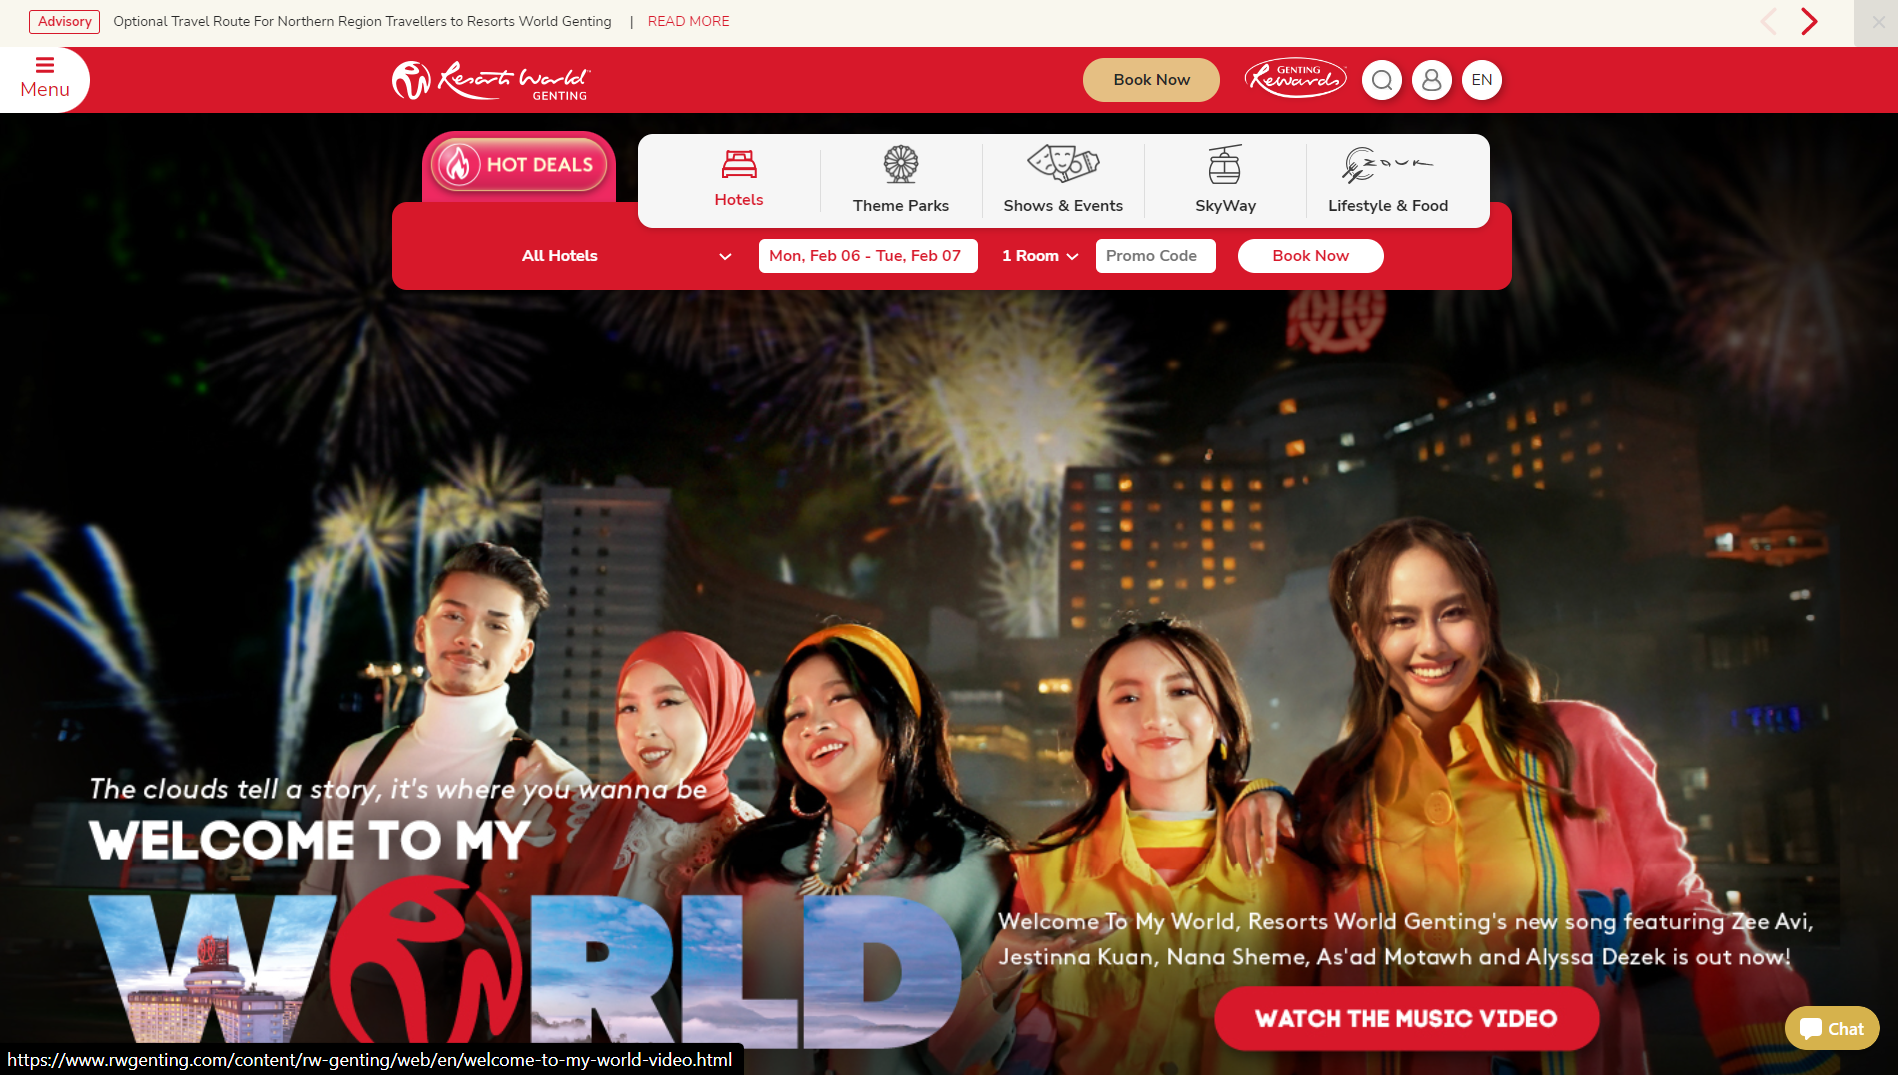 Advisory Optional Travel Route For Northern Region Travellers to Resorts World Genting | READ MORE
Menu
Resorts World
GENTING
Book Now
GENTING
Rewards
EN
HOT DEALS
Hotels
Theme Parks
Shows & Events
SkyWay
ZOUK
Lifestyle & Food
All Hotels
Mon, Feb 06 - Tue, Feb 07
1 Room
Promo Code
Book Now
The clouds tell a story, it's where you wanna be
WELCOME TO MY
WORLD
Welcome To My World, Resorts World Genting's new song featuring Zee Avi,
Jestinna Kuan, Nana Sheme, As'ad Motawh and Alyssa Dezek is out now!
WATCH THE MUSIC VIDEO
Chat
https://www.rwgenting.com/content/rw-genting/web/en/welcome-to-my-world-video.html